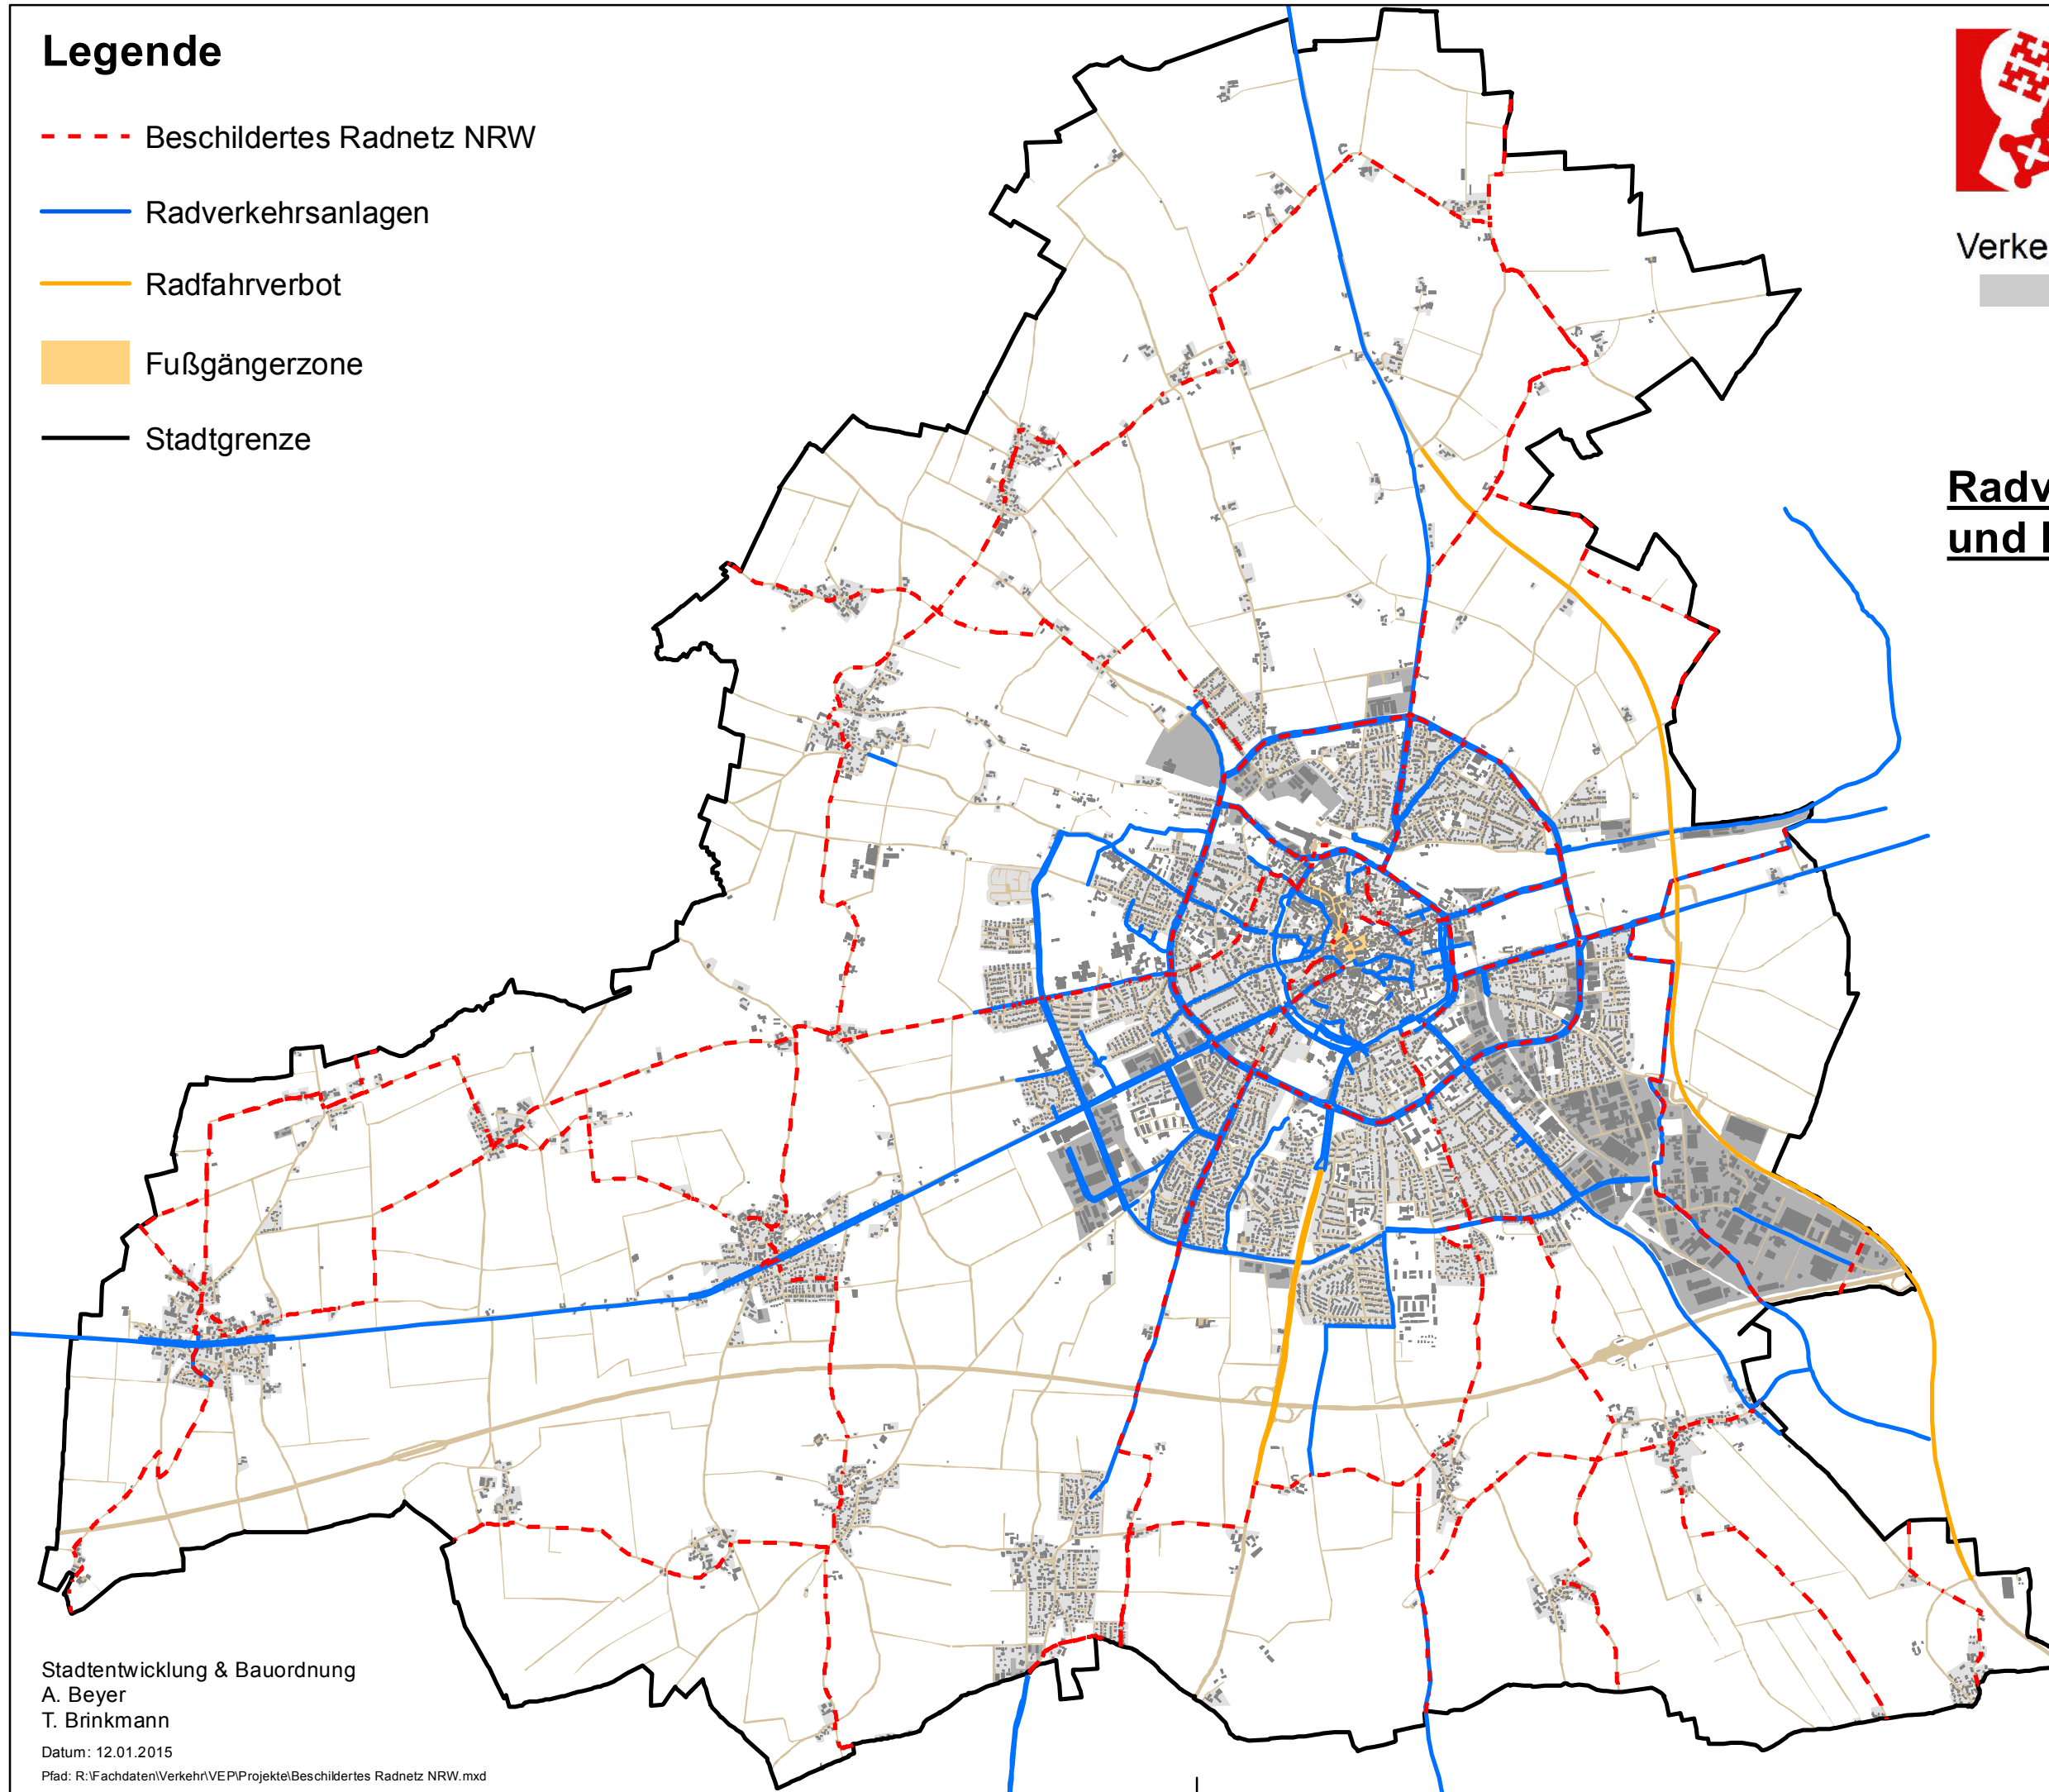 Legende
Beschildertes Radnetz NRW
Radverkehrsanlagen
Radfahrverbot
Fußgängerzone
Stadtgrenze
Verke
Radv
und
Stadtentwicklung & Bauordnung
A. Beyer
T. Brinkmann
Datum: 12.01.2015
Pfad: R:\Fachdaten\Verkehr\VEP\Projekte\Beschildertes Radnetz NRW.mxd